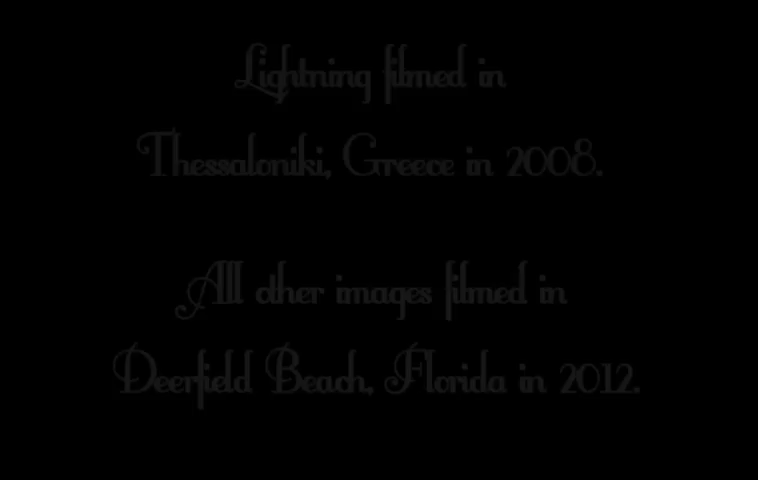 Lightning filmed in
Thessaloniki, Greece in 2008.
All other images filmed in
Deerfield Beach, Florida in 2012.